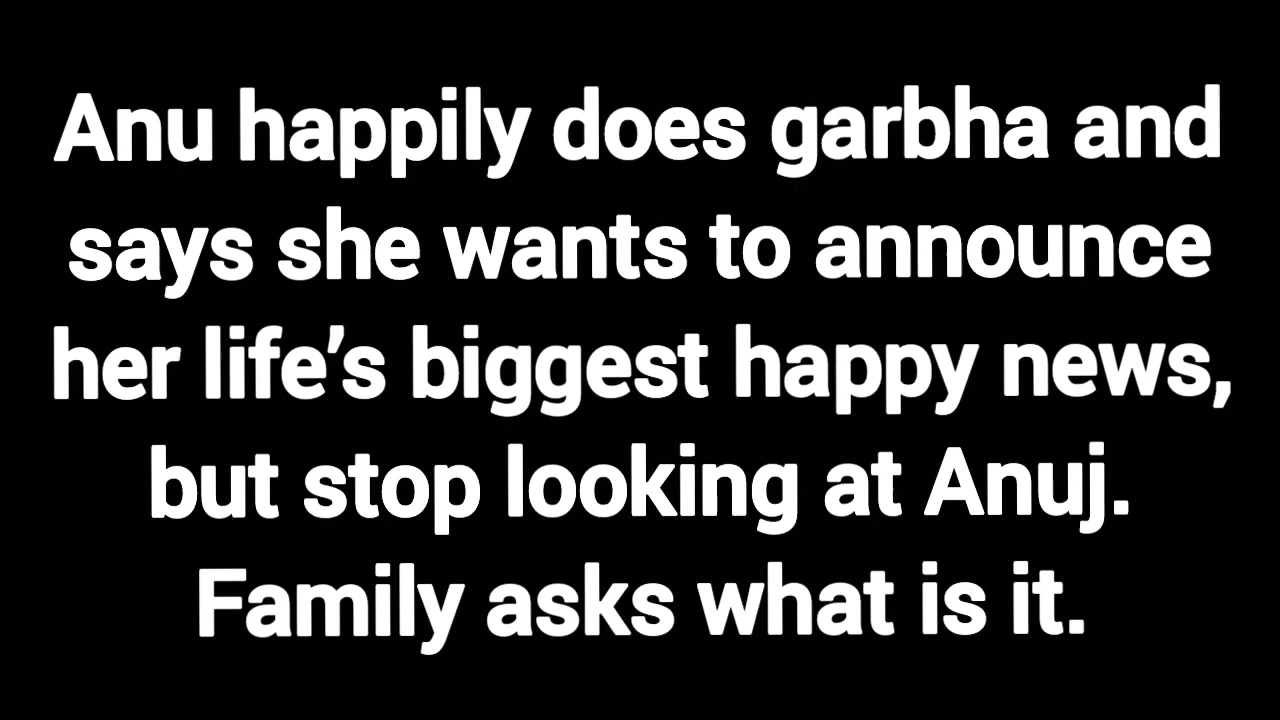 Anu happily does garbha and
says she wants to announce
her life’s biggest happy news,
but stop looking at Anuj.
Family asks what is it.